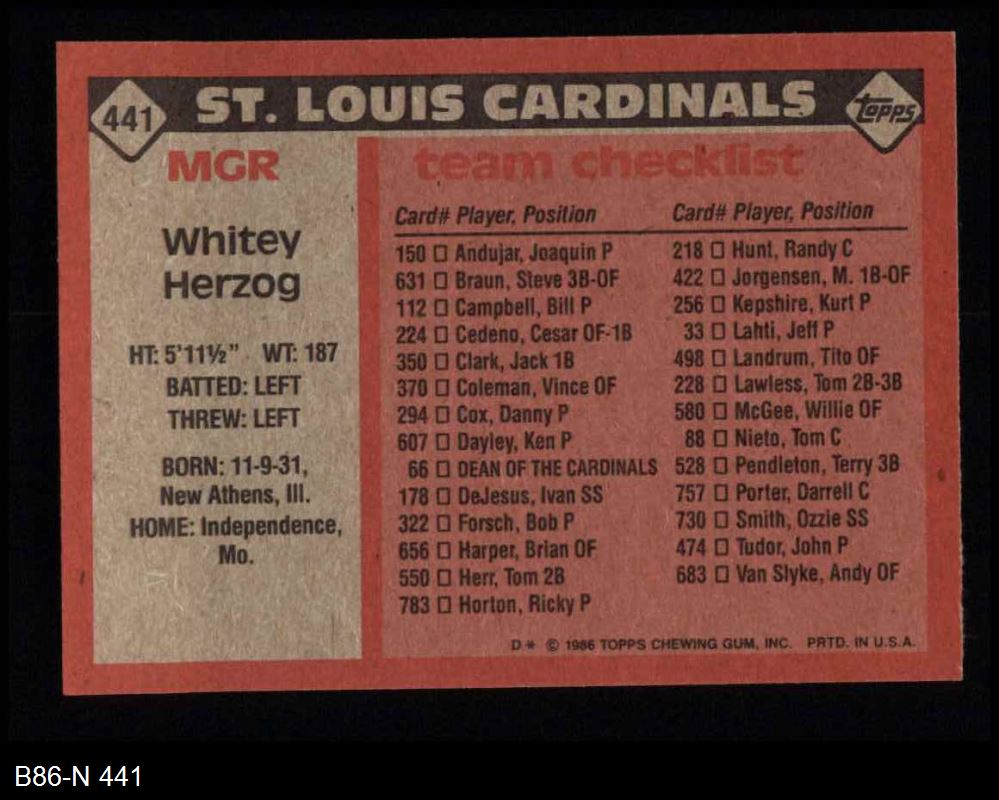 441 ST. LOUIS CARDINALS topps
MGR
Whitey
Herzog
HT: 5'11½" WT: 187
BATTED: LEFT
THREW: LEFT
BORN: 11-9-31,
New Athens, Ill.
HOME: Independence,
Mo.
team checklist
Card# Player, Position
150 □ Andujar, Joaquin P
631 □ Braun, Steve 3B-OF
112 □ Campbell, Bill P
224 □ Cedeno, Cesar OF-1B
350 □ Clark, Jack 1B
370 □ Coleman, Vince OF
294 □ Cox, Danny P
607 □ Dayley, Ken P
66 □ DEAN OF THE CARDINALS
178 □ DeJesus, Ivan SS
322 □ Forsch, Bob P
656 □ Harper, Brian OF
550 □ Herr, Tom 2B
783 □ Horton, Ricky P
Card# Player, Position
218 □ Hunt, Randy C
422 □ Jorgensen, M. 1B-OF
256 □ Kepshire, Kurt P
33 □ Lahti, Jeff P
498 □ Landrum, Tito OF
228 □ Lawless, Tom 2B-3B
580 □ McGee, Willie OF
88 □ Nieto, Tom C
528 □ Pendleton, Terry 3B
757 □ Porter, Darrell C
730 □ Smith, Ozzie SS
474 □ Tudor, John P
683 □ Van Slyke, Andy OF
D* © 1986 TOPPS CHEWING GUM, INC. PRTD. IN U.S.A.
B86-N 441